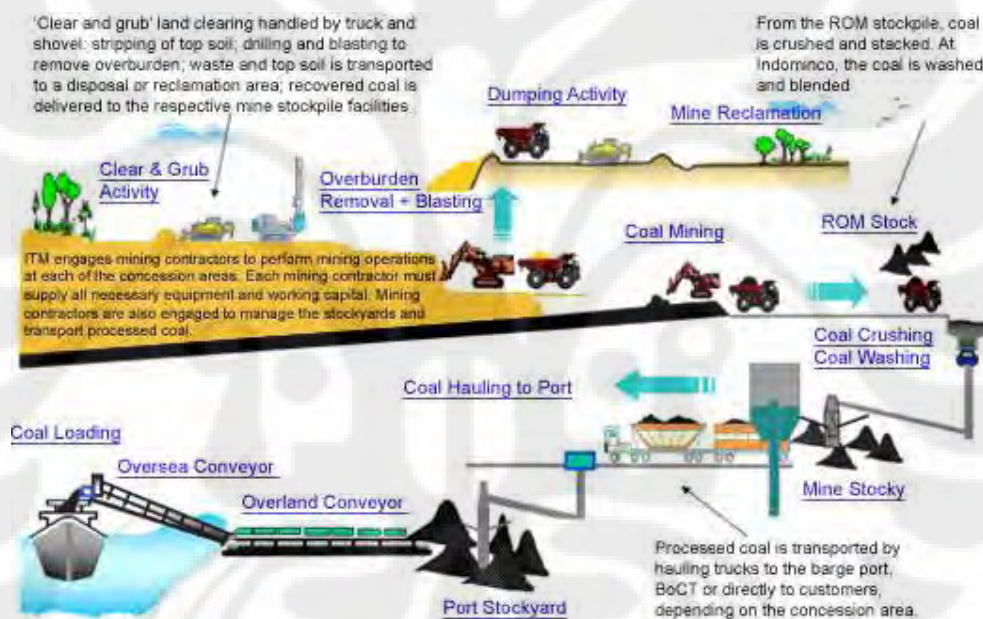 'Clear and grub' land clearing handled by truck and
shovel: stripping of top soil; drilling and blasting to
remove overburden; waste and top soil is transported
to a disposal or reclamation area; recovered coal is
delivered to the respective mine stockpile facilities
From the ROM stockpile, coal
is crushed and stacked. At
Indominco, the coal is washed
and blended
Dumping Activity
Mine Reclamation
Clear & Grub
Activity
Overburden
Removal + Blasting
Coal Mining
ROM Stock
ITM engages mining contractors to perform mining operations
at each of the concession areas. Each mining contractor must
supply all necessary equipment and working capital. Mining
contractors are also engaged to manage the stockyards and
transport processed coal.
Coal Crushing
Coal Washing
Coal Hauling to Port
Coal Loading
Oversea Conveyor
Overland Conveyor
Mine Stocky
Processed coal is transported by
hauling trucks to the barge port,
BoCT or directly to customers,
depending on the concession area.
Port Stockyard